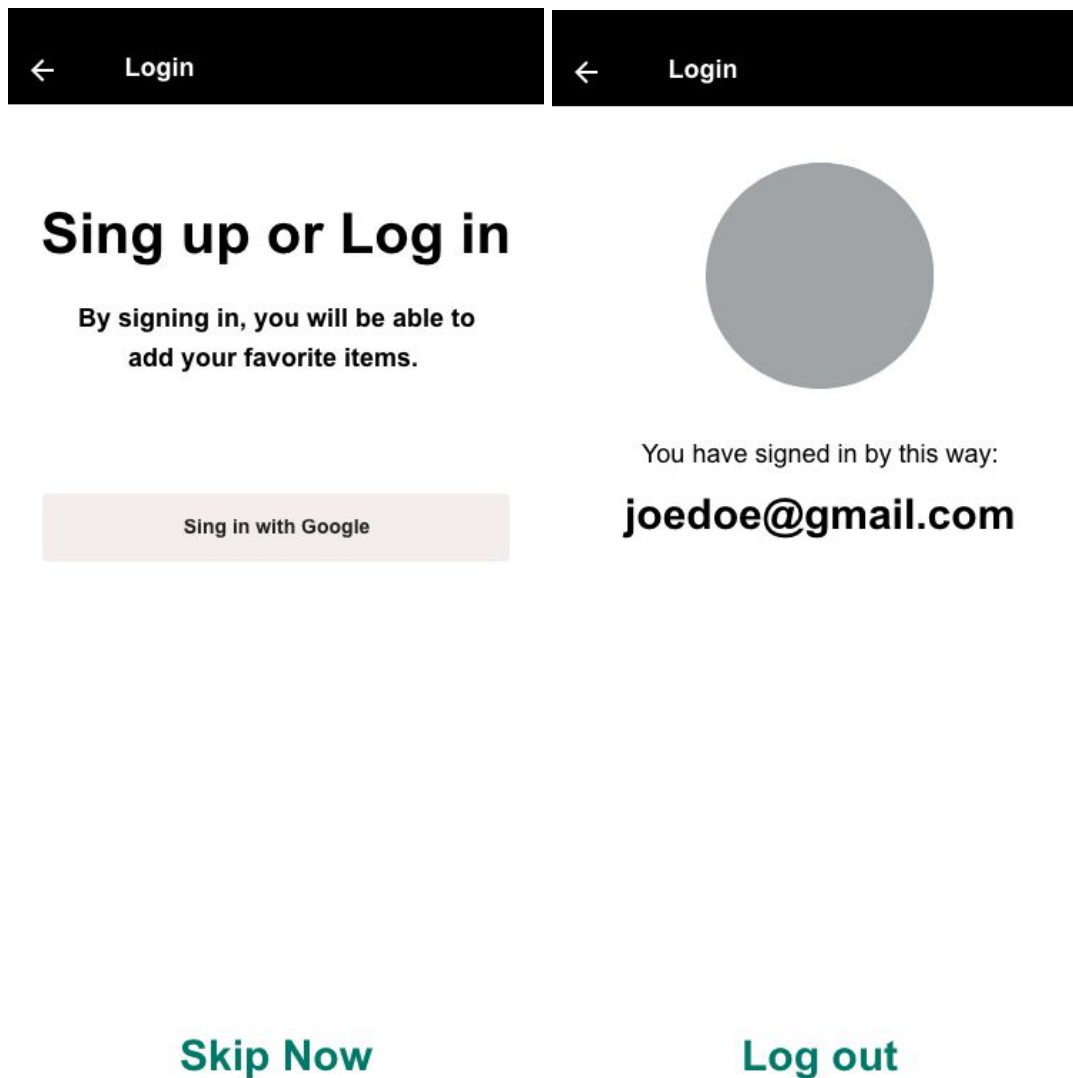 Login
Sing up or Log in
By signing in, you will be able to
add your favorite items.
Sing in with Google
Skip Now
Login
You have signed in by this way:
joedoe@gmail.com
Log out